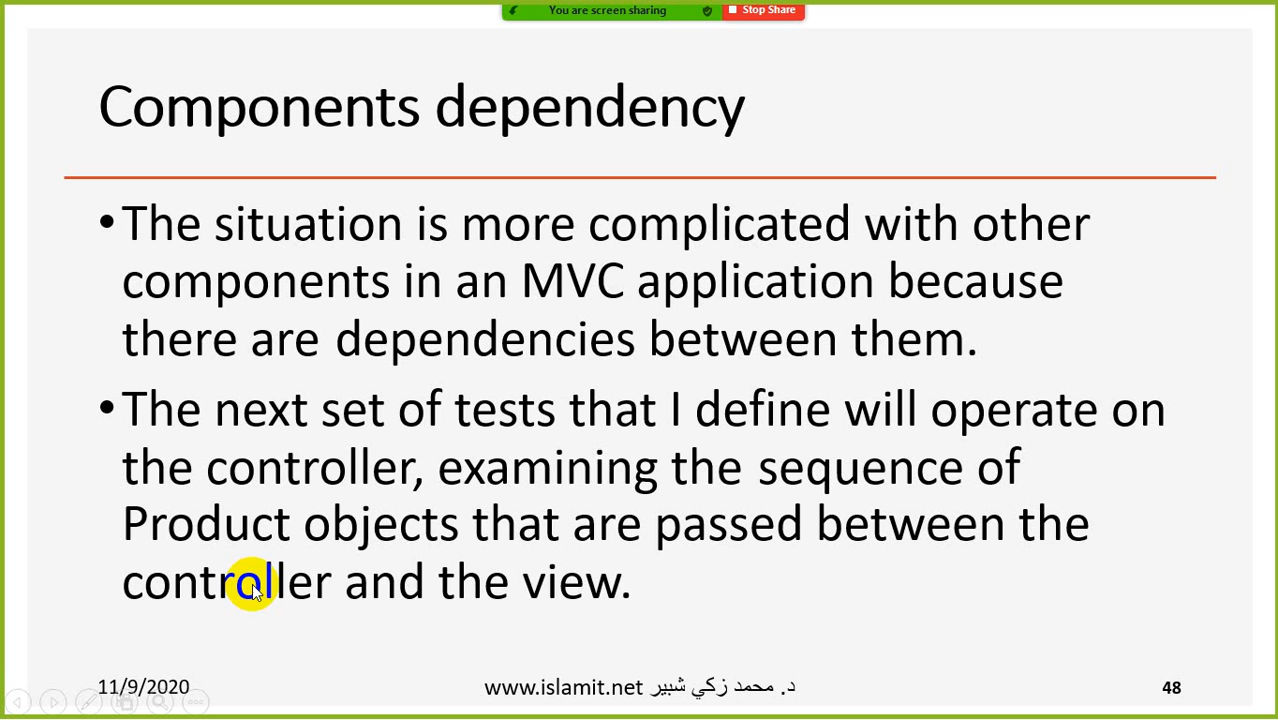 You are screen sharing Stop Share
Components dependency
•The situation is more complicated with other
components in an MVC application because
there are dependencies between them.
•The next set of tests that I define will operate on
the controller, examining the sequence of
Product objects that are passed between the
controller and the view.
11/9/2020 www.islamit.net د. محمد زكي شبير 48